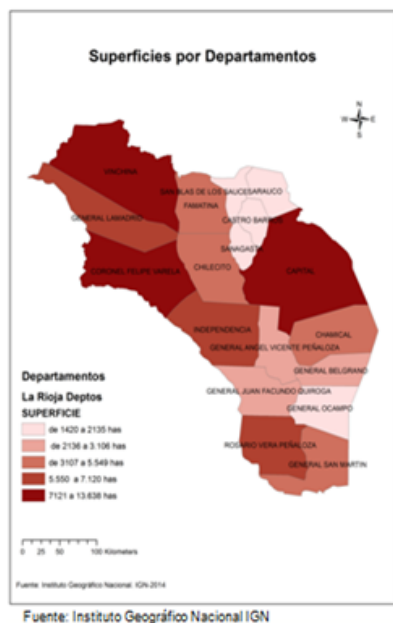 Superficies por Departamentos
N
W E
S
VINCHINA
SAN BLAS DE LOS SAUCES
ARAUCO
FAMATINA
GENERAL LAMADRID
CASTRO BARROS
SANAGASTA
CORONEL FELIPE VARELA
CHILECITO
CAPITAL
INDEPENDENCIA
CHAMICAL
GENERAL ANGEL VICENTE PEÑALOZA
GENERAL BELGRANO
GENERAL JUAN FACUNDO QUIROGA
GENERAL OCAMPO
ROSARIO VERA PEÑALOZA
GENERAL SAN MARTIN
Departamentos
La Rioja Deptos
SUPERFICIE
de 1420 a 2135 has
de 2136 a 3.106 has
de 3107 a 5.549 has
5.550 a 7.120 has
7121 a 13.638 has
0 25 50 100 Kilometers
Fuente: Instituto Geográfico Nacional. IGN-2014
Fuente: Instituto Geográfico Nacional IGN